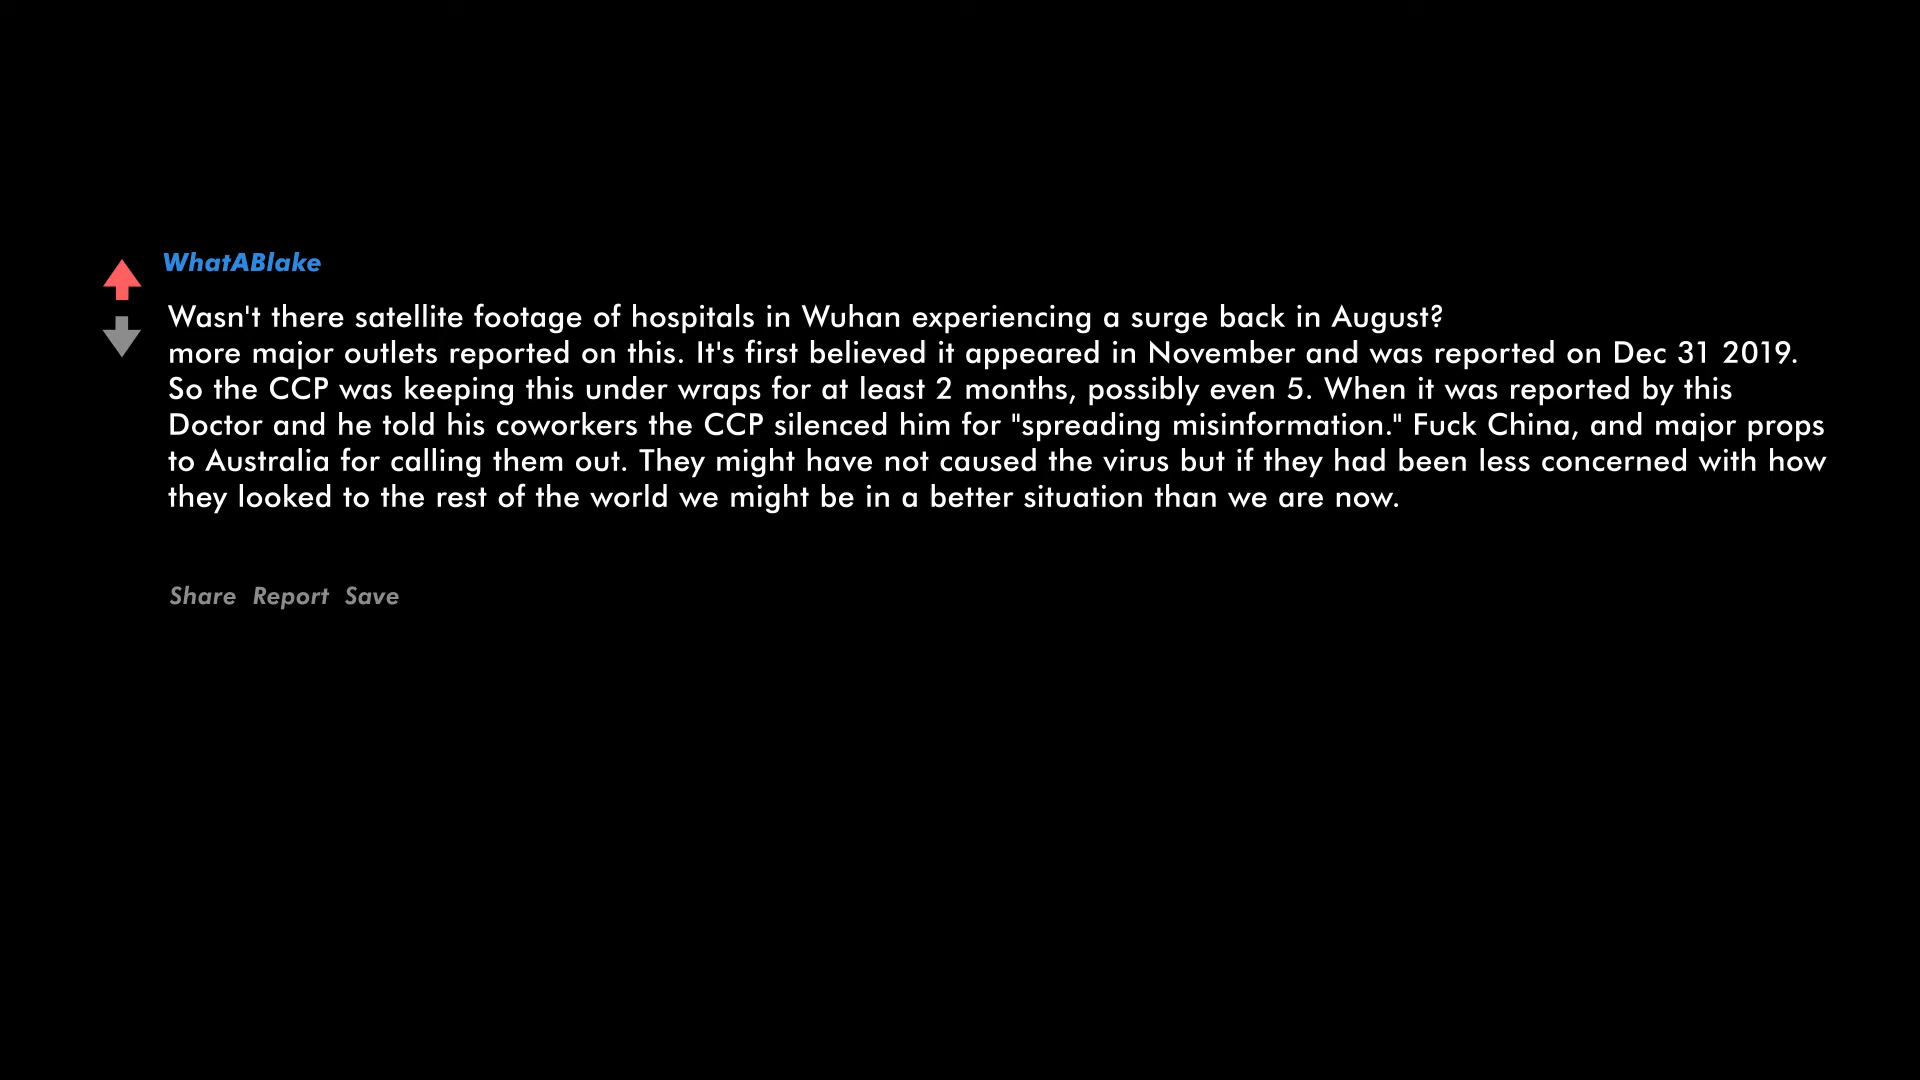 WhatABlake
Wasn't there satellite footage of hospitals in Wuhan experiencing a surge back in August?
more major outlets reported on this. It's first believed it appeared in November and was reported on Dec 31 2019.
So the CCP was keeping this under wraps for at least 2 months, possibly even 5. When it was reported by this
Doctor and he told his coworkers the CCP silenced him for "spreading misinformation." Fuck China, and major props
to Australia for calling them out. They might have not caused the virus but if they had been less concerned with how
they looked to the rest of the world we might be in a better situation than we are now.
Share Report Save